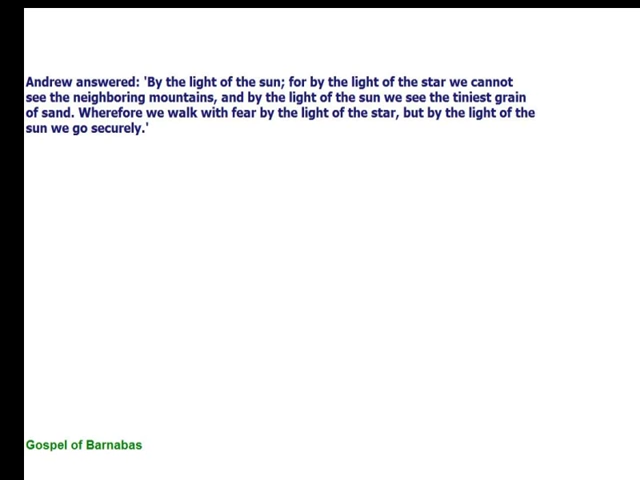 Andrew answered: 'By the light of the sun; for by the light of the star we cannot
see the neighboring mountains, and by the light of the sun we see the tiniest grain
of sand. Wherefore we walk with fear by the light of the star, but by the light of the
sun we go securely.'
Gospel of Barnabas